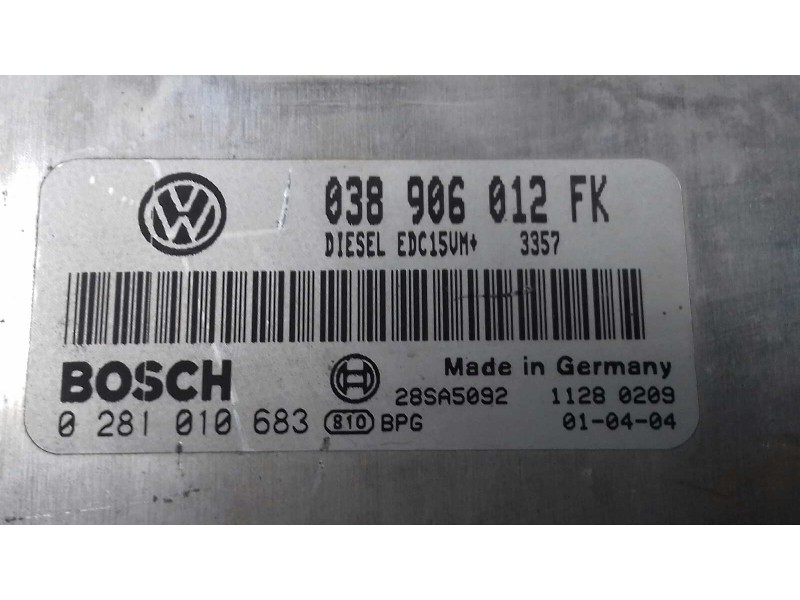 038 906 012 FK
DIESEL EDC15VM+ 3357
BOSCH
Made in Germany
28SA5092 1128 0209
0 281 010 683 810 BPG 01-04-04